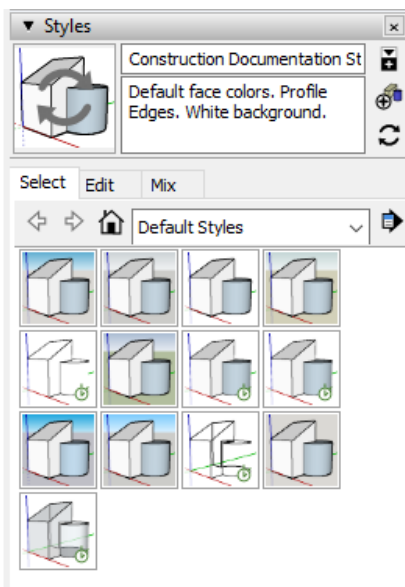 Styles
Construction Documentation St
Default face colors. Profile
Edges. White background.
Select Edit Mix
Default Styles